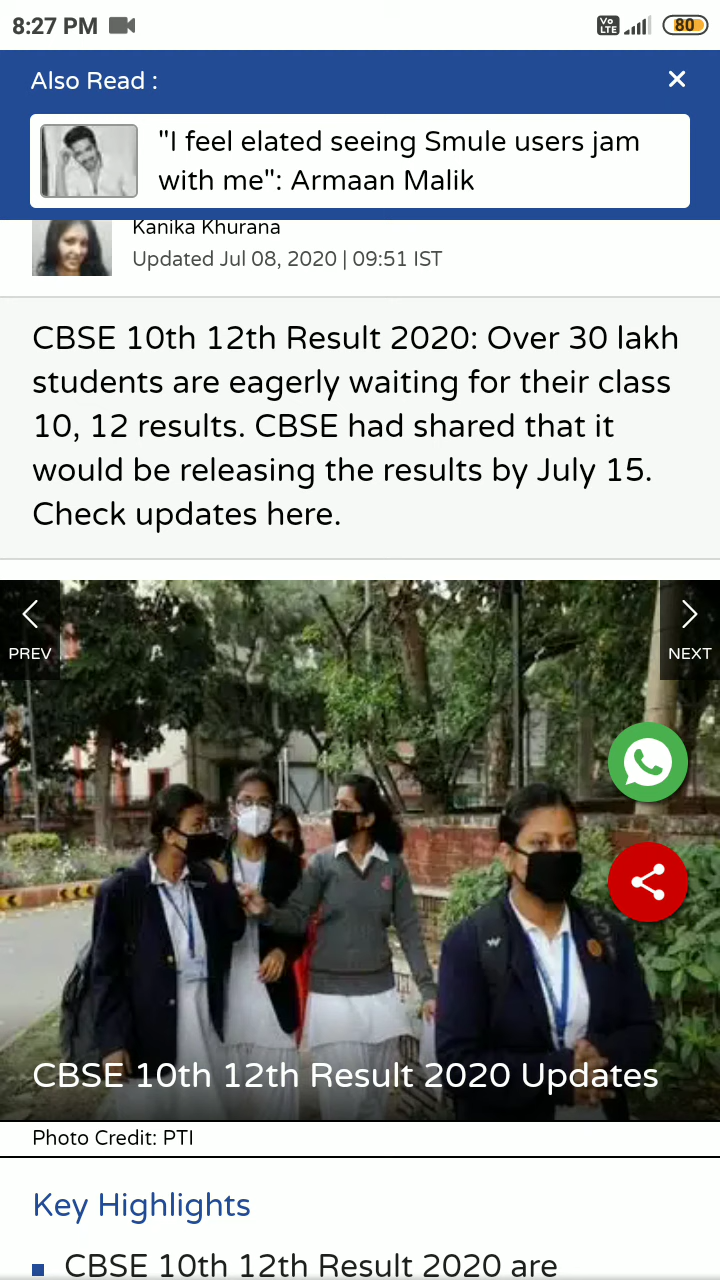 8:27 PM
Vo LTE
80
Also Read :
"I feel elated seeing Smule users jam
with me": Armaan Malik
Kanika Khurana
Updated Jul 08, 2020 | 09:51 IST
CBSE 10th 12th Result 2020: Over 30 lakh
students are eagerly waiting for their class
10, 12 results. CBSE had shared that it
would be releasing the results by July 15.
Check updates here.
PREV
NEXT
CBSE 10th 12th Result 2020 Updates
Photo Credit: PTI
Key Highlights
CBSE 10th 12th Result 2020 are